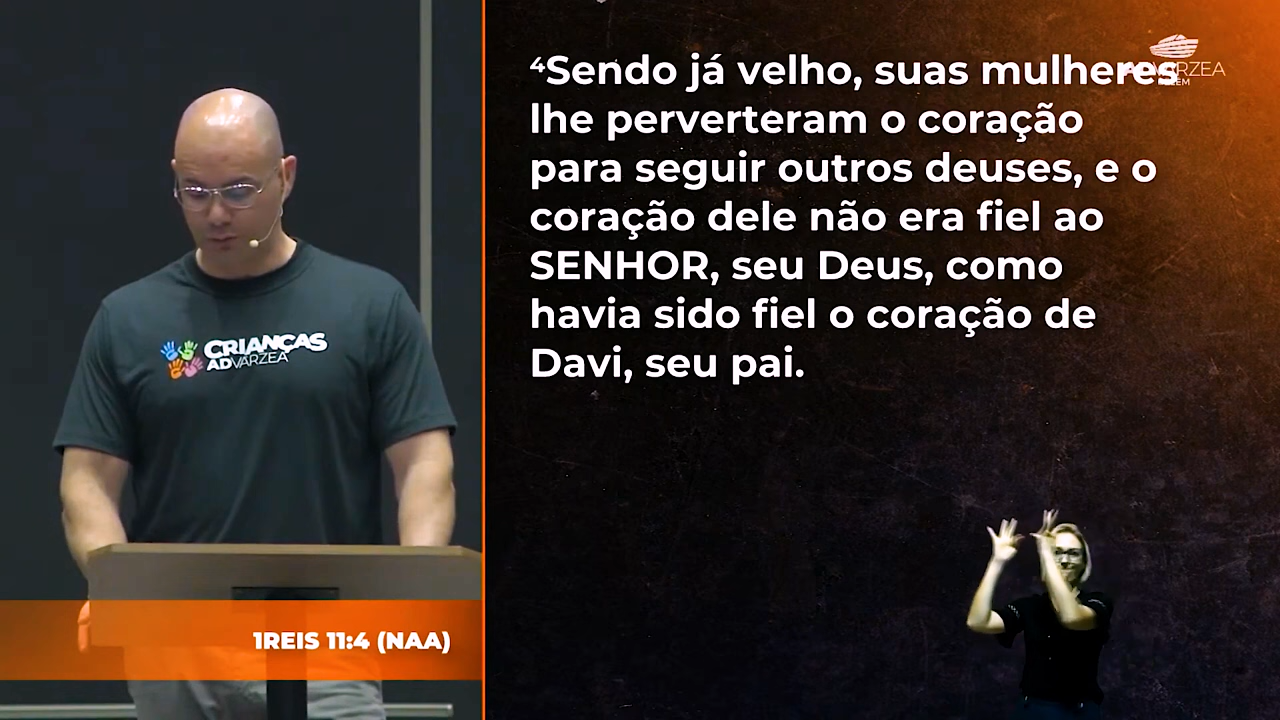 CRIANÇAS
ADVARZEA
1REIS 11:4 (NAA)
⁴Sendo já velho, suas mulheres
lhe perverteram o coração
para seguir outros deuses, e o
coração dele não era fiel ao
SENHOR, seu Deus, como
havia sido fiel o coração de
Davi, seu pai.
ADVARZEA